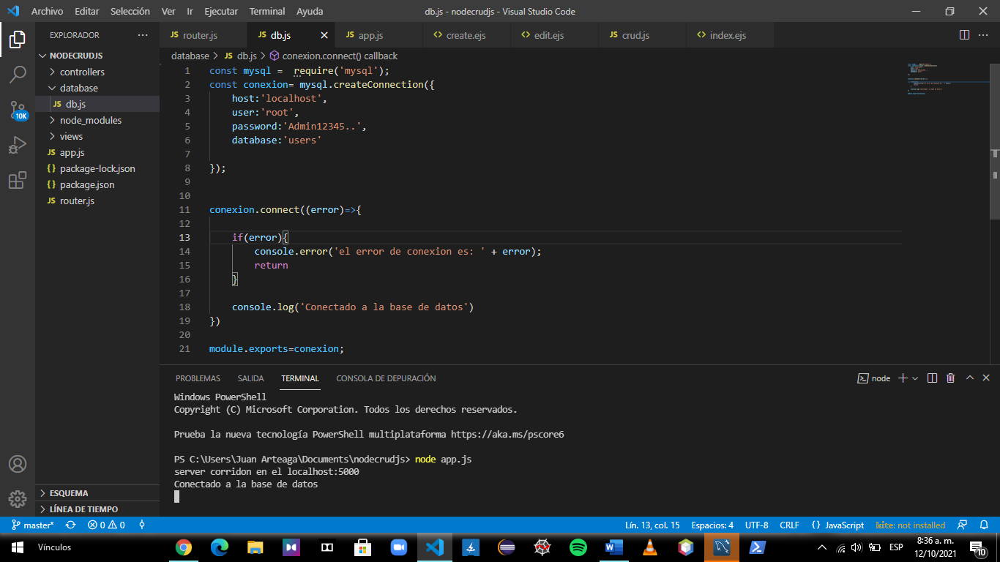 Archivo Editar Selección Ver Ir Ejecutar Terminal Ayuda db.js - nodecrudjs - Visual Studio Code
EXPLORADOR ...
NODECRUDJS
controllers
database
JS db.js
node_modules
views
JS app.js
{} package-lock.json
{} package.json
JS router.js
10K
ESQUEMA
LÍNEA DE TIEMPO
JS router.js JS db.js JS app.js <> create.ejs <> edit.ejs JS crud.js <> index.ejs
database > JS db.js > conexion.connect() callback
1 const mysql =  require('mysql');
2 const conexion= mysql.createConnection({
3     host:'localhost',
4     user:'root',
5     password:'Admin12345..',
6     database:'users'
7
8 });
9
10
11 conexion.connect((error)=>{
12
13     if(error){
14         console.error('el error de conexion es: ' + error);
15         return
16     }
17
18     console.log('Conectado a la base de datos')
19 })
20
21 module.exports=conexion;
PROBLEMAS SALIDA TERMINAL CONSOLA DE DEPURACIÓN node
Windows PowerShell
Copyright (C) Microsoft Corporation. Todos los derechos reservados.
Prueba la nueva tecnología PowerShell multiplataforma https://aka.ms/pscore6
PS C:\Users\Juan Arteaga\Documents\nodecrudjs> node app.js
server corridon en el localhost:5000
Conectado a la base de datos
master* 0 0 Lín. 13, col. 15 Espacios: 4 UTF-8 CRLF {} JavaScript kite: not installed
Vínculos ESP 8:36 a. m.
12/10/2021 10